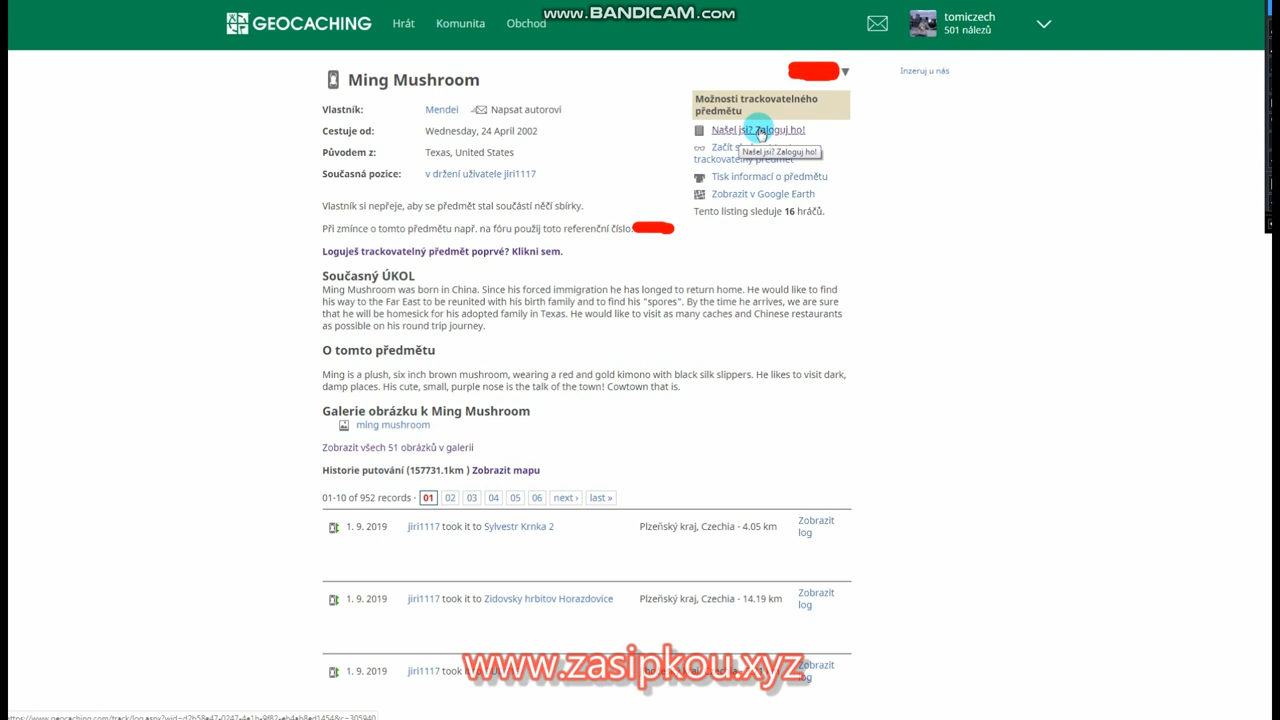 www.BANDICAM.com
GEOCACHING
Hrát
Komunita
Obchod
tomiczech
501 nálezů
Ming Mushroom
Inzeruj u nás
Vlastník:
Mendei
Napsat autorovi
Cestuje od:
Wednesday, 24 April 2002
Původem z:
Texas, United States
Současná pozice:
v držení uživatele jiri1117
Možnosti trackovatelného
předmětu
Našel jsi? Zaloguj ho!
Začít
Našel jsi? Zaloguj ho!
trackovatelný předmět
Tisk informací o předmětu
Zobrazit v Google Earth
Tento listing sleduje 16 hráčů.
Vlastník si nepřeje, aby se předmět stal součástí něčí sbírky.
Při zmínce o tomto předmětu např. na fóru použij toto referenční číslo
Loguješ trackovatelný předmět poprvé? Klikni sem.
Současný ÚKOL
Ming Mushroom was born in China. Since his forced immigration he has longed to return home. He would like to find
his way to the Far East to be reunited with his birth family and to find his "spores". By the time he arrives, we are sure
that he will be homesick for his adopted family in Texas. He would like to visit as many caches and Chinese restaurants
as possible on his round trip journey.
O tomto předmětu
Ming is a plush, six inch brown mushroom, wearing a red and gold kimono with black silk slippers. He likes to visit dark,
damp places. His cute, small, purple nose is the talk of the town! Cowtown that is.
Galerie obrázku k Ming Mushroom
ming mushroom
Zobrazit všech 51 obrázků v galerii
Historie putování (157731.1km ) Zobrazit mapu
01-10 of 952 records · 01 02 03 04 05 06 next › last »
1. 9. 2019 jiri1117 took it to Sylvestr Krnka 2 Plzeňský kraj, Czechia - 4.05 km Zobrazit
log
1. 9. 2019 jiri1117 took it to Zidovsky hrbitov Horazdovice Plzeňský kraj, Czechia - 14.19 km Zobrazit
log
1. 9. 2019 jiri1117 took it to Zobrazit
log
www.zasipkou.xyz